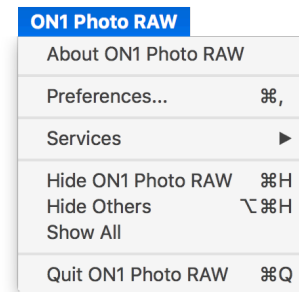 ON1 Photo RAW
About ON1 Photo RAW
Preferences... ⌘,
Services ▶
Hide ON1 Photo RAW ⌘H
Hide Others ⌥⌘H
Show All
Quit ON1 Photo RAW ⌘Q